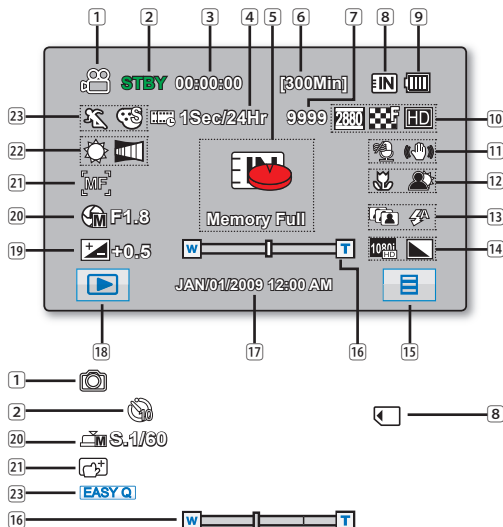 1 2 3 4 5 6 7 8 9
STBY 00:00:00 [300Min] IN
23 S 1Sec/24Hr 9999 2880 F HD 10
22 11
21 [MF] IN 12
20 M F1.8 Memory Full A 13
19 +0.5 W T 1080i HD 14
JAN/01/2009 12:00 AM
18 17 16 15
1
2 10 8
20 M S.1/60
21
23 EASY Q
16 W T